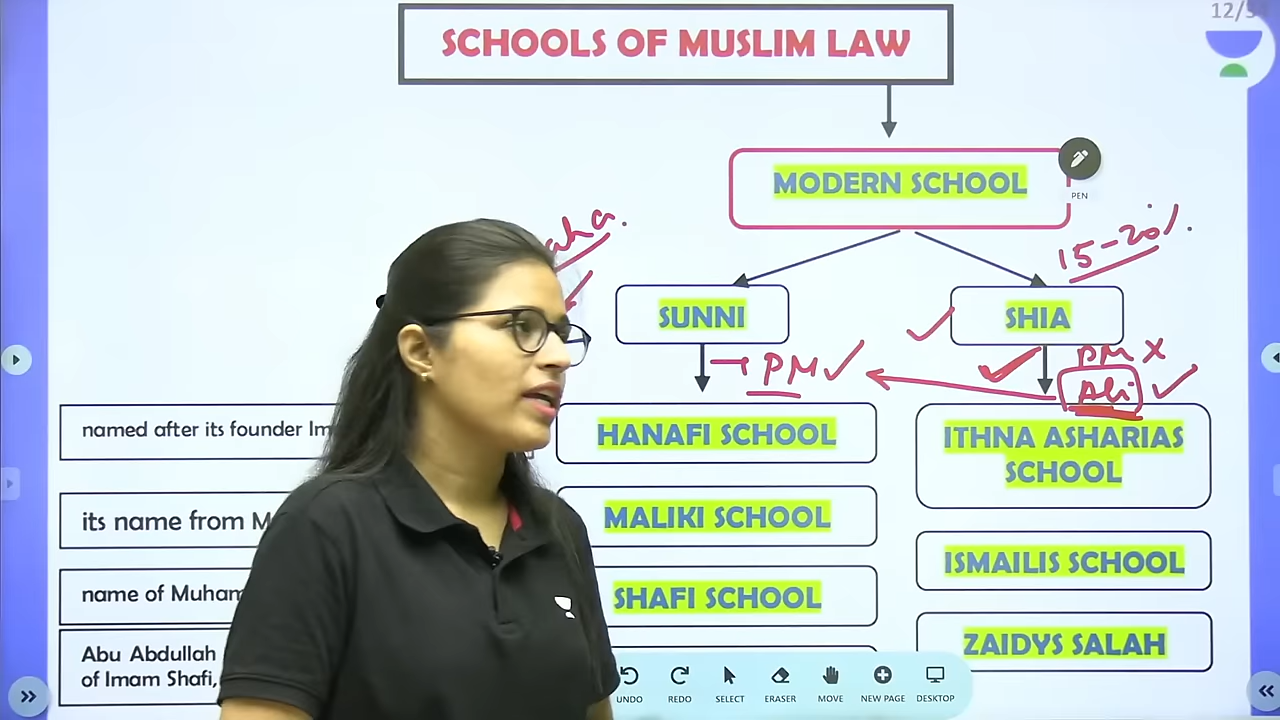 12/3
SCHOOLS OF MUSLIM LAW
MODERN SCHOOL
PEN
aha.
15-20%.
SUNNI
SHIA
PM
PM X
Ali
named after its founder Im
HANAFI SCHOOL
ITHNA ASHARIAS
SCHOOL
its name from M
MALIKI SCHOOL
ISMAILIS SCHOOL
name of Muham
SHAFI SCHOOL
ZAIDYS SALAH
Abu Abdullah
of Imam Shafi,
UNDO
REDO
SELECT
ERASER
MOVE
NEW PAGE
DESKTOP